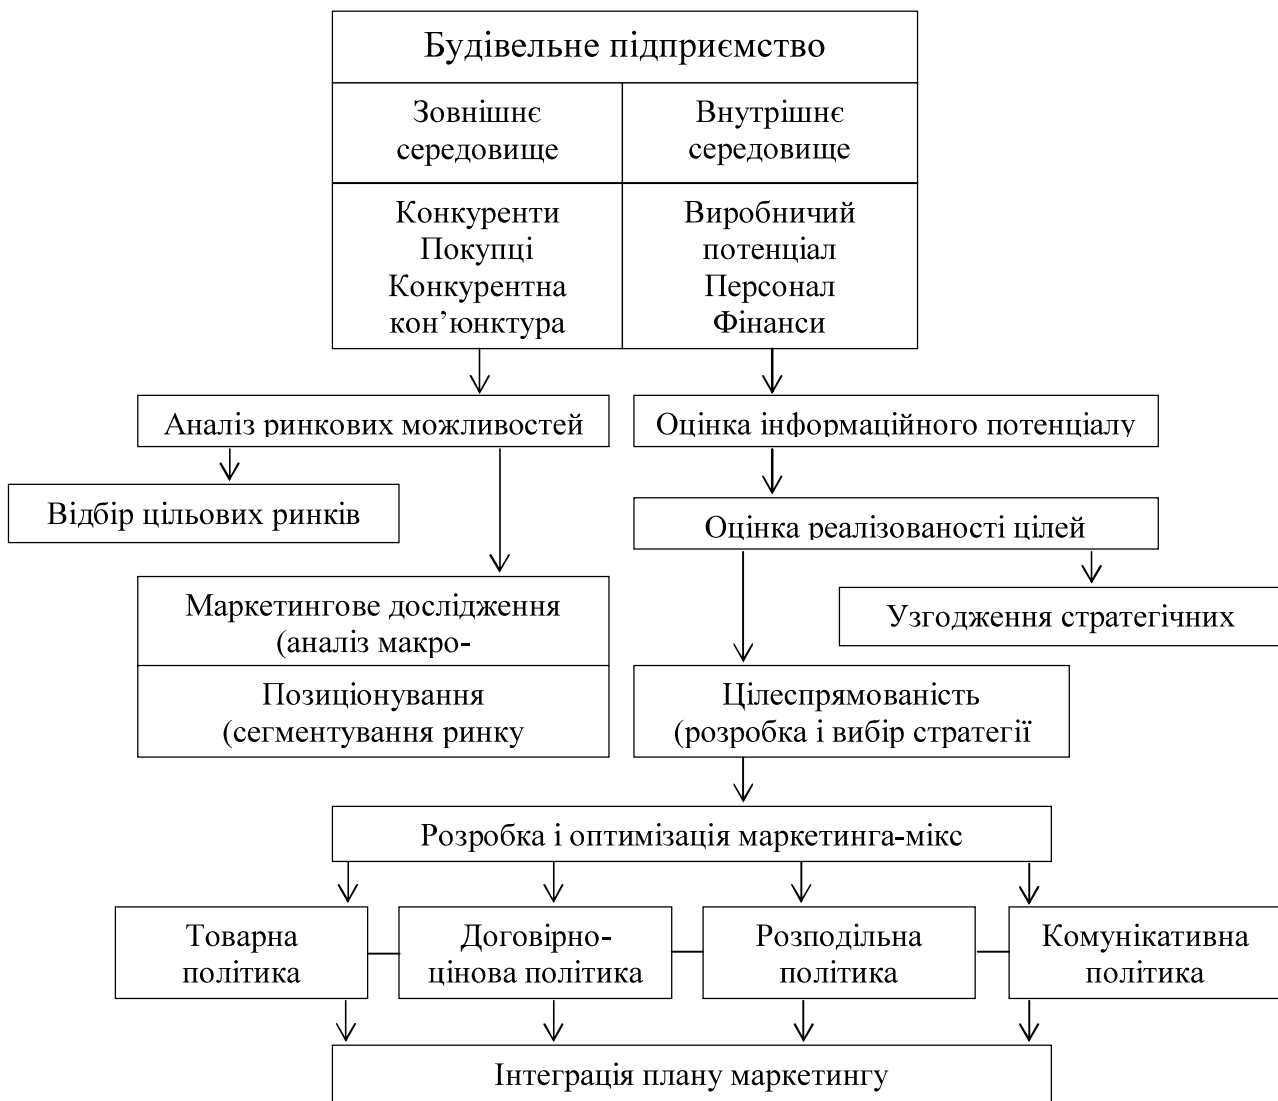 Будівельне підприємство
Зовнішнє
середовище
Внутрішнє
середовище
Конкуренти
Покупці
Конкурентна
кон’юнктура
Виробничий
потенціал
Персонал
Фінанси
Аналіз ринкових можливостей
Оцінка інформаційного потенціалу
Відбір цільових ринків
Оцінка реалізованості цілей
Маркетингове дослідження
(аналіз макро-
Узгодження стратегічних
Позиціонування
(сегментування ринку
Цілеспрямованість
(розробка і вибір стратегії
Розробка і оптимізація маркетинга-мікс
Товарна
політика
Договірно-
цінова політика
Розподільна
політика
Комунікативна
політика
Інтеграція плану маркетингу